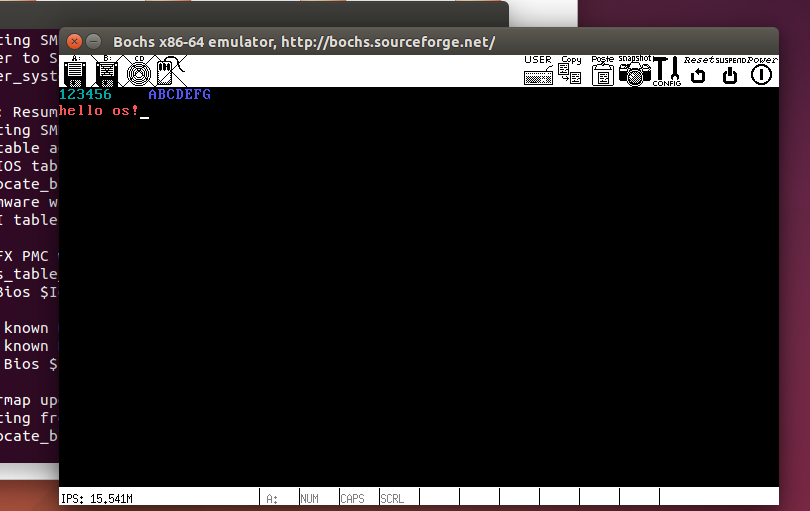 ting SM
er to S
er_syst
: Resum
ting SM
table a
IOS tab
ocate_b
mware w
I table
FX PMC
s_table_
Bios $I
known
known
Bios $
rmap up
ting fr
ocate_b
Bochs x86-64 emulator, http://bochs.sourceforge.net/
A: B: CD USER Copy Paste snapshot CONFIG Reset SUSPEND Power
123456 ABCDEFG
hello os!_
IPS: 15.541M A: NUM CAPS SCRL